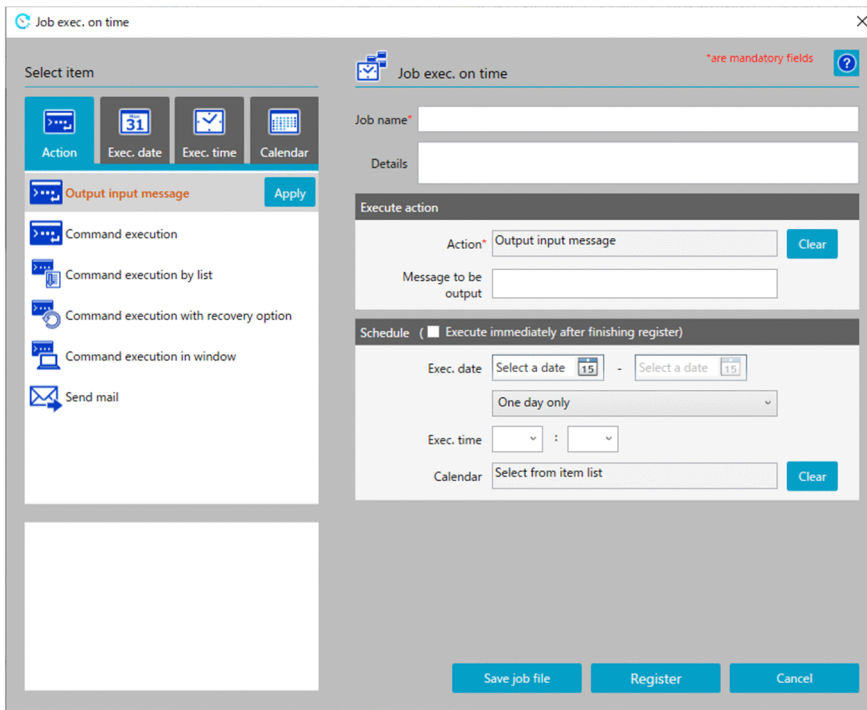 Job exec. on time
Select item
Action
Exec. date
Exec. time
Calendar
Output input message
Apply
Command execution
Command execution by list
Command execution with recovery option
Command execution in window
Send mail
Job exec. on time
*are mandatory fields
?
Job name*
Details
Execute action
Action*
Output input message
Clear
Message to be
output
Schedule ( Execute immediately after finishing register)
Exec. date
Select a date
15
-
Select a date
15
One day only
Exec. time
:
Calendar
Select from item list
Clear
Save job file
Register
Cancel